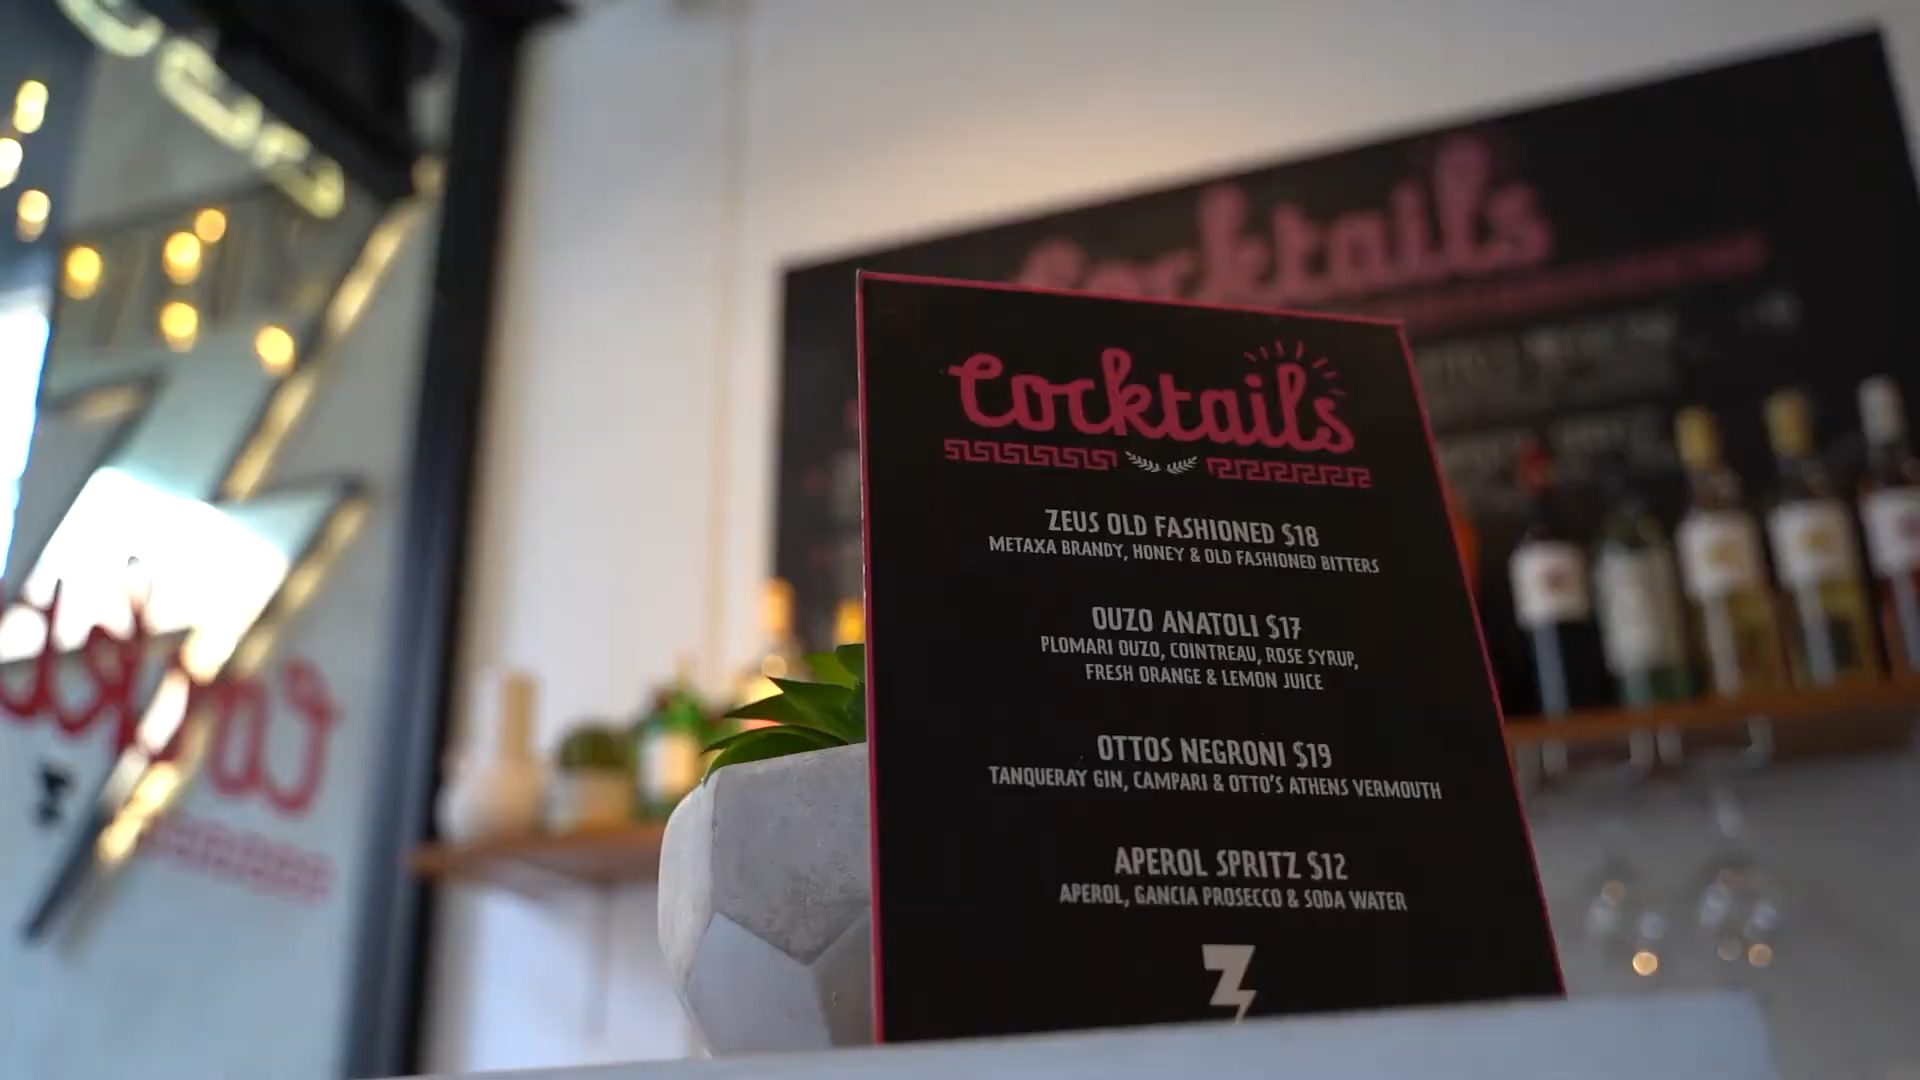 Cocktails
Cocktails
ZEUS OLD FASHIONED $18
METAXA BRANDY, HONEY & OLD FASHIONED BITTERS
OUZO ANATOLI $17
PLOMARI OUZO, COINTREAU, ROSE SYRUP,
FRESH ORANGE & LEMON JUICE
OTTOS NEGRONI $19
TANQUERAY GIN, CAMPARI & OTTO'S ATHENS VERMOUTH
APEROL SPRITZ $12
APEROL, GANCIA PROSECCO & SODA WATER